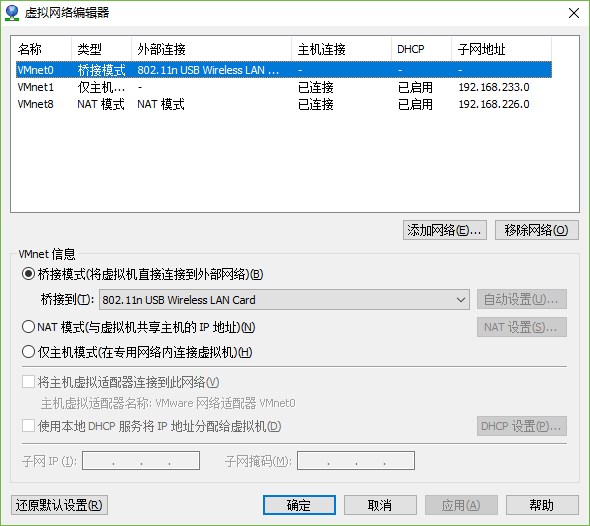 虚拟网络编辑器
名称 类型 外部连接 主机连接 DHCP 子网地址
VMnet0 桥接模式 802.11n USB Wireless LAN ... - - -
VMnet1 仅主机... - 已连接 已启用 192.168.233.0
VMnet8 NAT 模式 NAT 模式 已连接 已启用 192.168.226.0
添加网络(E)... 移除网络(O)
VMnet 信息
桥接模式(将虚拟机直接连接到外部网络)(B)
桥接到(T): 802.11n USB Wireless LAN Card 自动设置(U)...
NAT 模式(与虚拟机共享主机的 IP 地址)(N) NAT 设置(S)...
仅主机模式(在专用网络内连接虚拟机)(H)
将主机虚拟适配器连接到此网络(V)
主机虚拟适配器名称: VMware 网络适配器 VMnet0
使用本地 DHCP 服务将 IP 地址分配给虚拟机(D) DHCP 设置(P)...
子网 IP (I): . . . 子网掩码(M): . . .
还原默认设置(R) 确定 取消 应用(A) 帮助